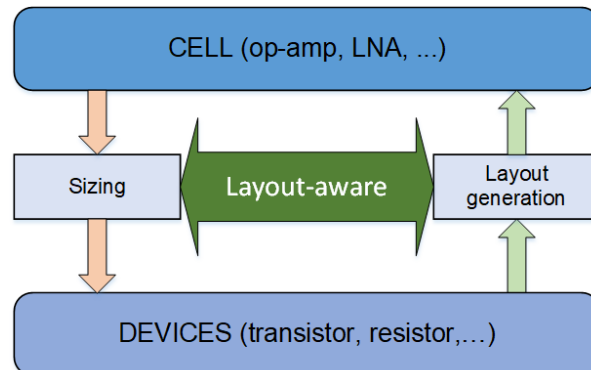 CELL (op-amp, LNA, ...)
Sizing
Layout-aware
Layout
generation
DEVICES (transistor, resistor,...)